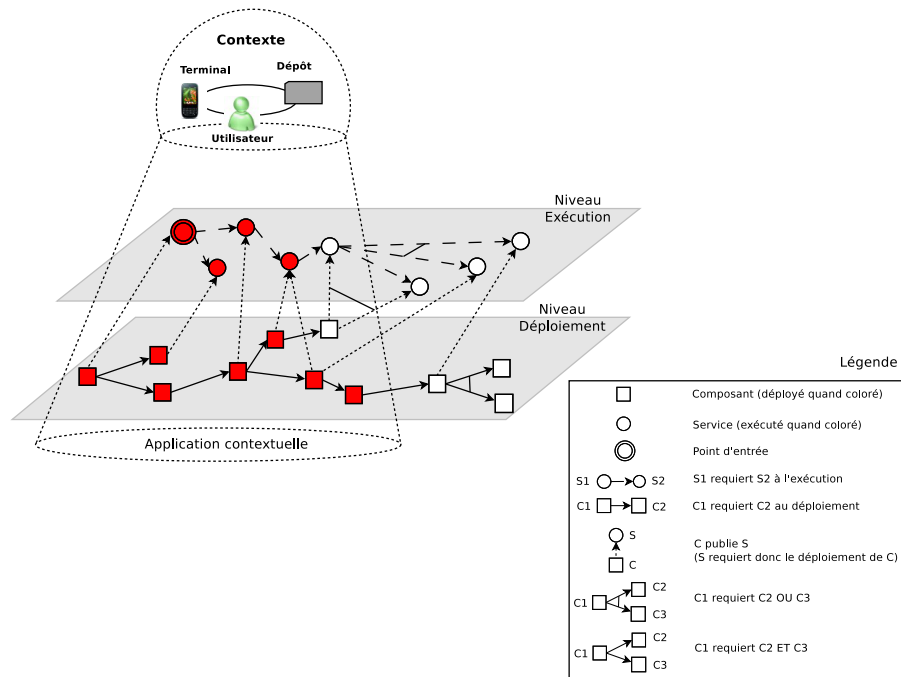 Contexte
Terminal
Dépôt
Utilisateur
Niveau
Exécution
Niveau
Déploiement
Application contextuelle
Légende
Composant (déployé quand coloré)
Service (exécuté quand coloré)
Point d'entrée
S1 S2 S1 requiert S2 à l'exécution
C1 C2 C1 requiert C2 au déploiement
S
C publie S
(S requiert donc le déploiement de C)
C
C2
C1 C1 requiert C2 OU C3
C3
C2
C1 C1 requiert C2 ET C3
C3